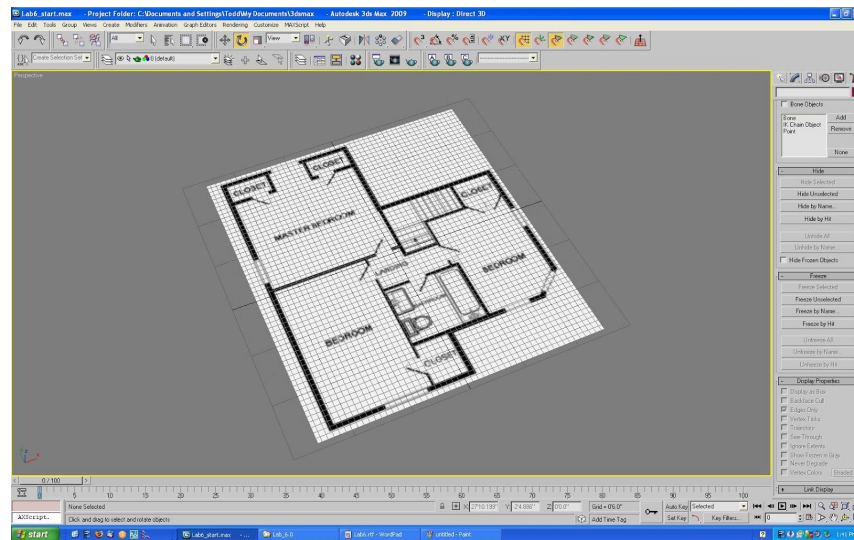 Lab6_start.max - Project Folder: C:\Documents and Settings\Todd\My Documents\3dsmax - Autodesk 3ds Max 2009 - Display : Direct 3D
File Edit Tools Group Views Create Modifiers Animation Graph Editors Rendering Customize MAXScript Help
All View
Create Selection Set 0 (default)
Perspective
CLOSET
CLOSET
MASTER BEDROOM
CLOSET
LANDING
BEDROOM
BEDROOM
CLOSET
Bone Objects
Bone
IK Chain Object
Point
Add
Remove
None
Hide
Hide Selected
Hide Unselected
Hide by Name...
Hide by Hit
Unhide All
Unhide by Name...
Hide Frozen Objects
Freeze
Freeze Selected
Freeze Unselected
Freeze by Name...
Freeze by Hit
Unfreeze All
Unfreeze by Name...
Unfreeze by Hit
Display Properties
Display as Box
Backface Cull
Edges Only
Vertex Ticks
Trajectory
See-Through
Ignore Extents
Show Frozen in Gray
Never Degrade
Vertex Colors Shaded
Link Display
0 / 100
0 5 10 15 20 25 30 35 40 45 50 55 60 65 70 75 80 85 90 95 100
None Selected X: Y: Z: 0'0.0" Grid = 0'6.0" Auto Key Selected
AXScript. Click and drag to select and rotate objects Add Time Tag Set Key Key Filters... 0
start Lab6_start.max - ... Lab_6.0 Lab6.rtf - WordPad untitled - Paint 1:41 PM